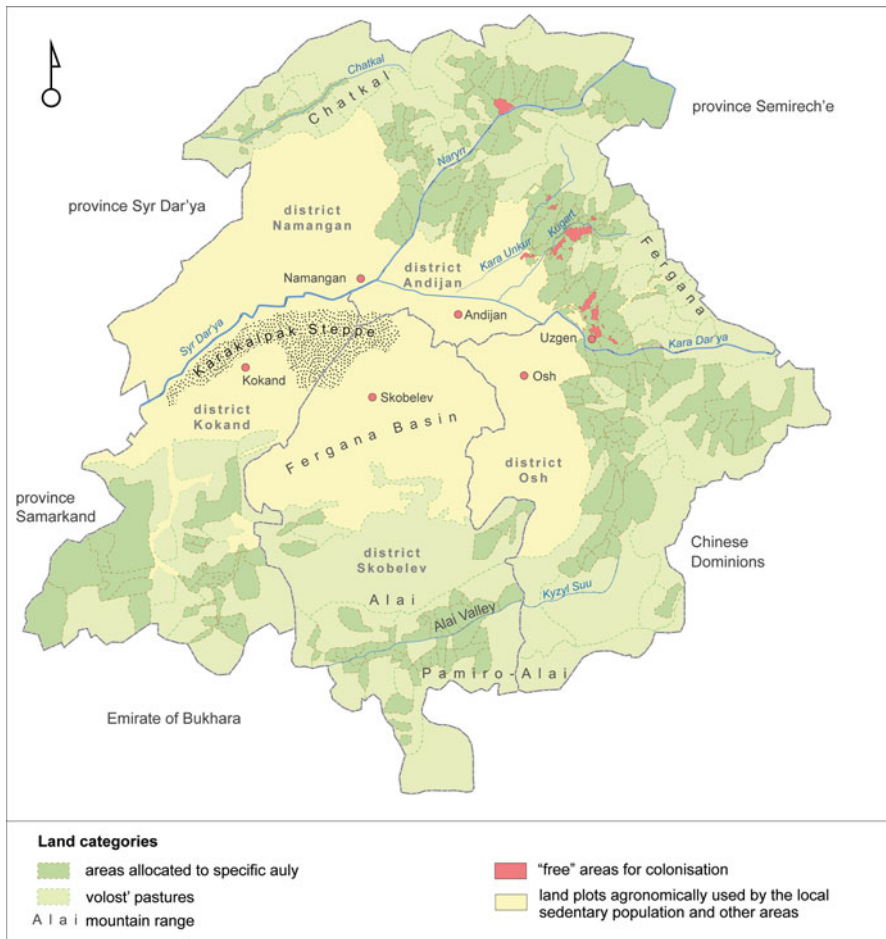 Chatkal
Chatkal
province Semirech'e
Naryn
province Syr Dar'ya
district
Namangan
Kugart
Kara Unkur
Fergana
district
Andijan
Namangan
Andijan
Syr Dar'ya
Karakalpak Steppe
Uzgen
Kara Dar'ya
Kokand
Osh
Skobelev
district
Kokand
Fergana Basin
district
Osh
province
Samarkand
Chinese
Dominions
district
Skobelev
Kyzyl Suu
Alai
Alai Valley
Pamiro-Alai
Emirate of Bukhara
Land categories
areas allocated to specific auly
volost' pastures
Alai mountain range
"free" areas for colonisation
land plots agronomically used by the local
sedentary population and other areas